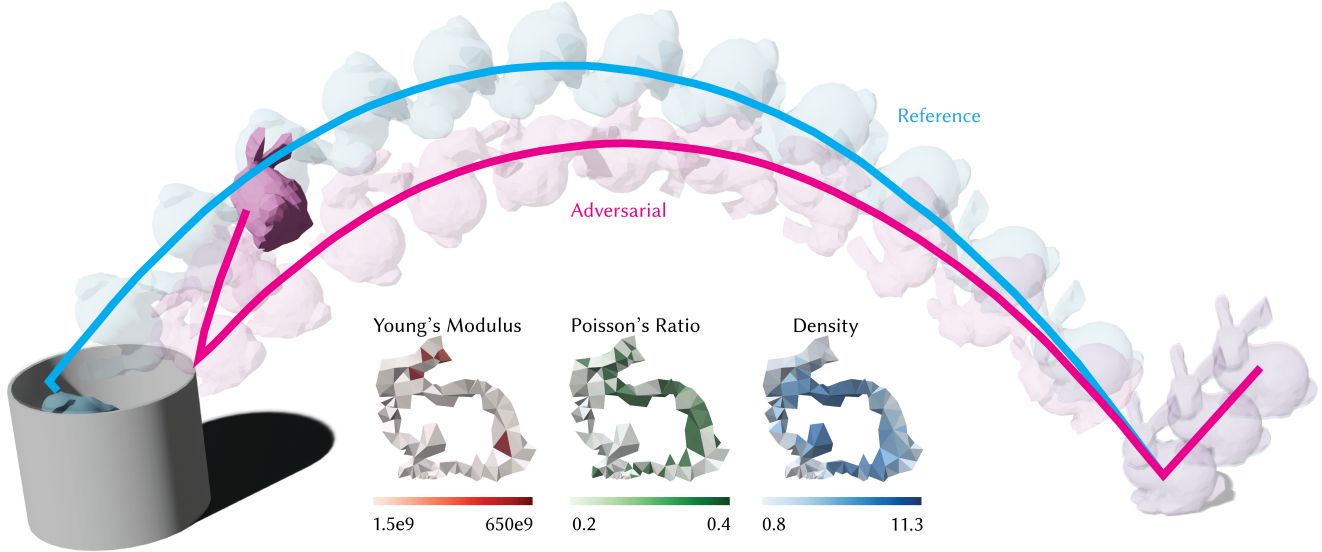 Reference
Adversarial
Young's Modulus
Poisson's Ratio
Density
1.5e9
650e9
0.2
0.4
0.8
11.3